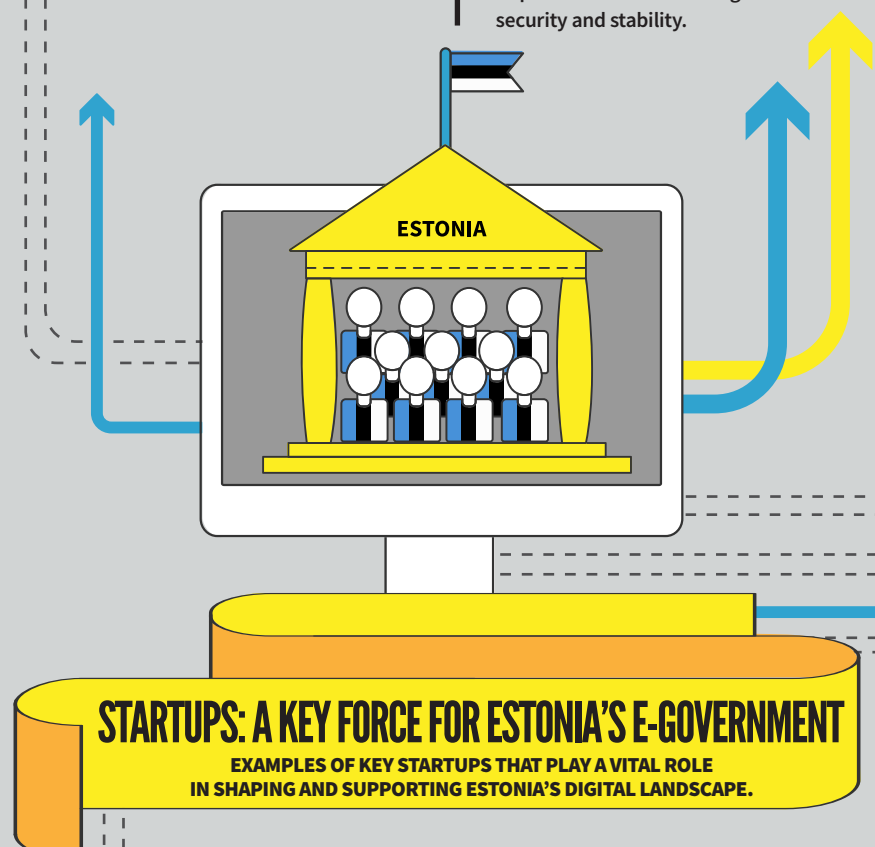 security and stability.
ESTONIA
STARTUPS: A KEY FORCE FOR ESTONIA'S E-GOVERNMENT
EXAMPLES OF KEY STARTUPS THAT PLAY A VITAL ROLE
IN SHAPING AND SUPPORTING ESTONIA'S DIGITAL LANDSCAPE.